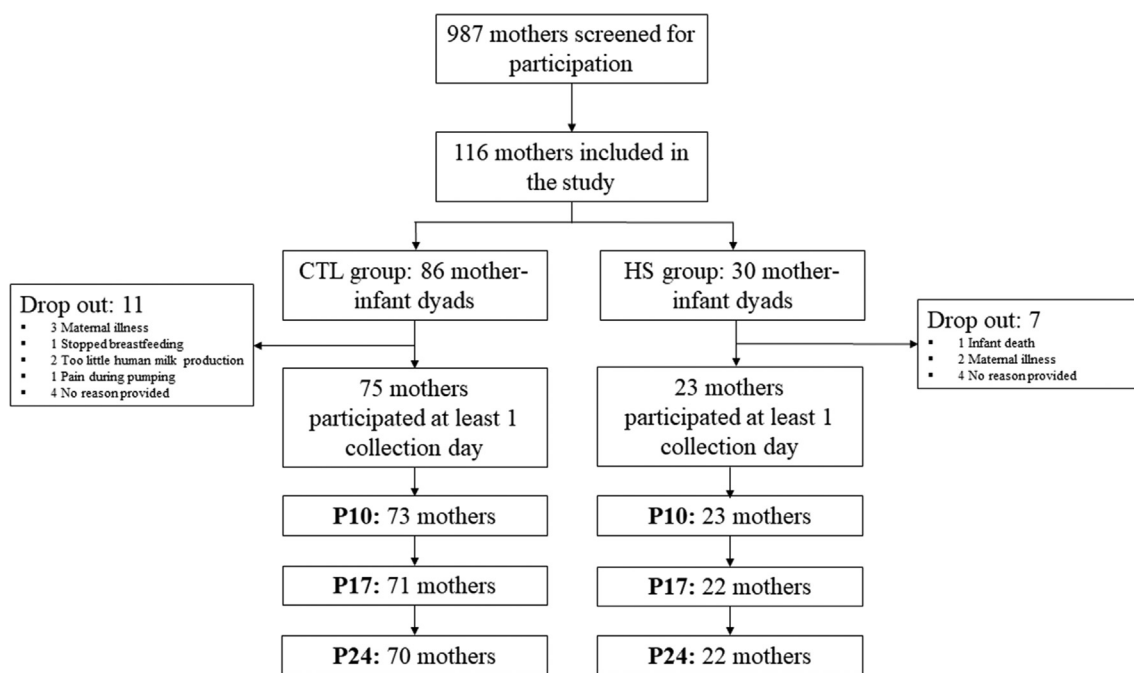 987 mothers screened for
participation
116 mothers included in
the study
CTL group: 86 mother-
infant dyads
HS group: 30 mother-
infant dyads
Drop out: 11
▪ 3 Maternal illness
▪ 1 Stopped breastfeeding
▪ 2 Too little human milk production
▪ 1 Pain during pumping
▪ 4 No reason provided
Drop out: 7
▪ 1 Infant death
▪ 2 Maternal illness
▪ 4 No reason provided
75 mothers
participated at least 1
collection day
23 mothers
participated at least 1
collection day
P10: 73 mothers
P10: 23 mothers
P17: 71 mothers
P17: 22 mothers
P24: 70 mothers
P24: 22 mothers